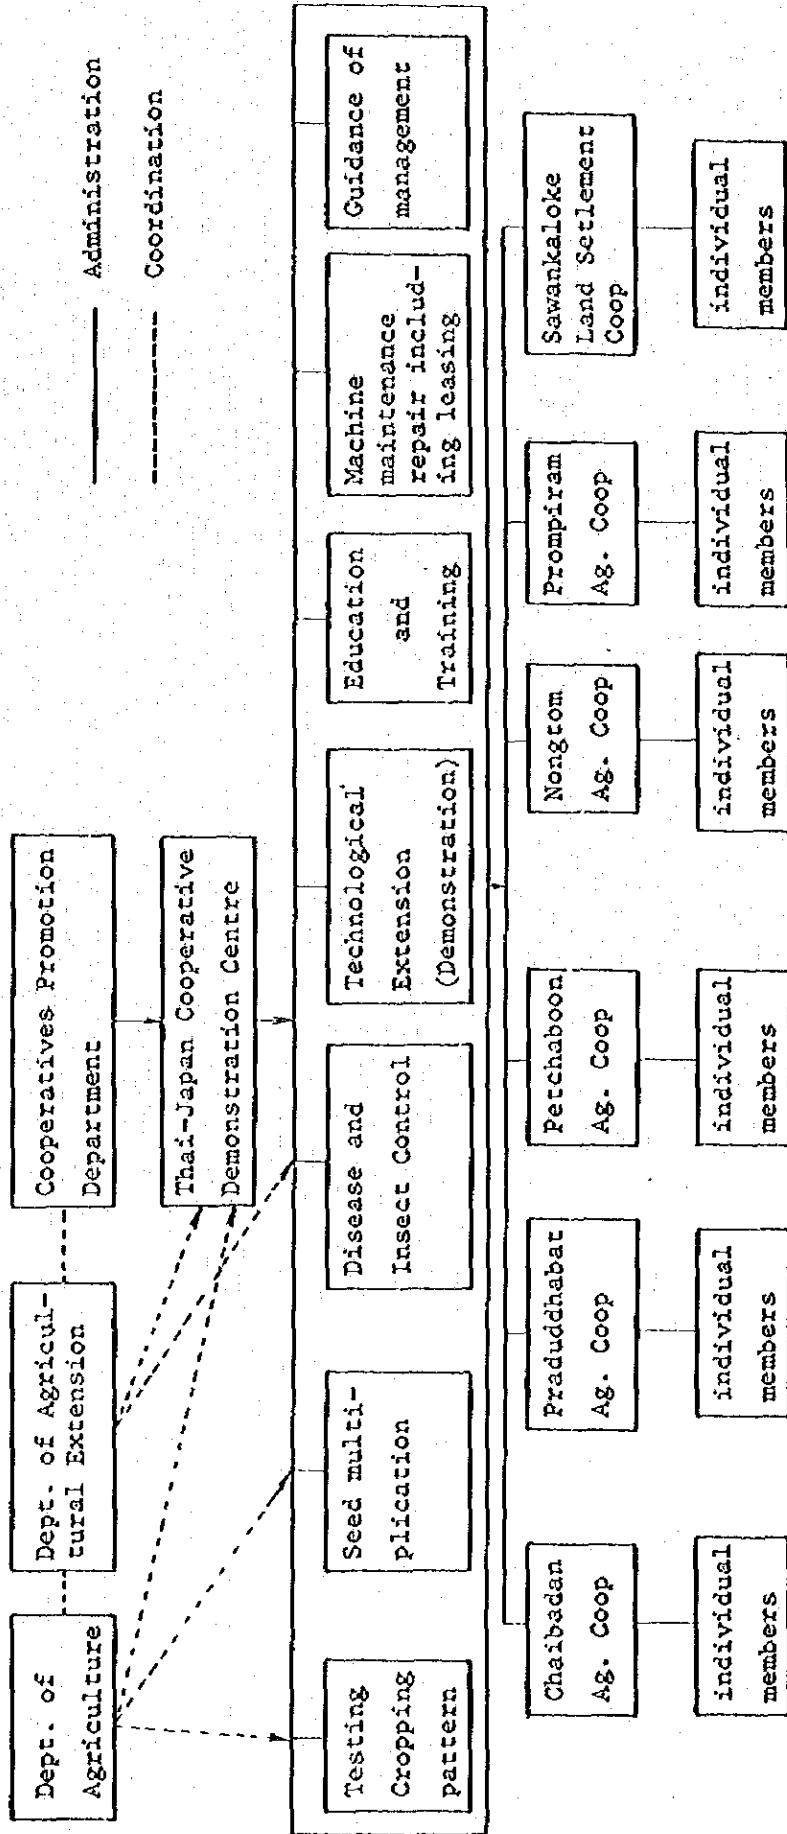 Administration
Coordination
Dept. of
Agriculture
Dept. of Agricul-
tural Extension
Cooperatives Promotion
Department
Thai-Japan Cooperative
Demonstration Centre
Testing
Cropping
pattern
Seed multi-
plication
Disease and
Insect Control
Technological
Extension
(Demonstration)
Education
and
Training
Machine
maintenance
repair includ-
ing leasing
Guidance of
management
Chaibadan
Ag. Coop
Praduddhabat
Ag. Coop
Petchaboon
Ag. Coop
Nongtom
Ag. Coop
Prompiram
Ag. Coop
Sawankaloke
Land Setlement
Coop
individual
members
individual
members
individual
members
individual
members
individual
members
individual
members